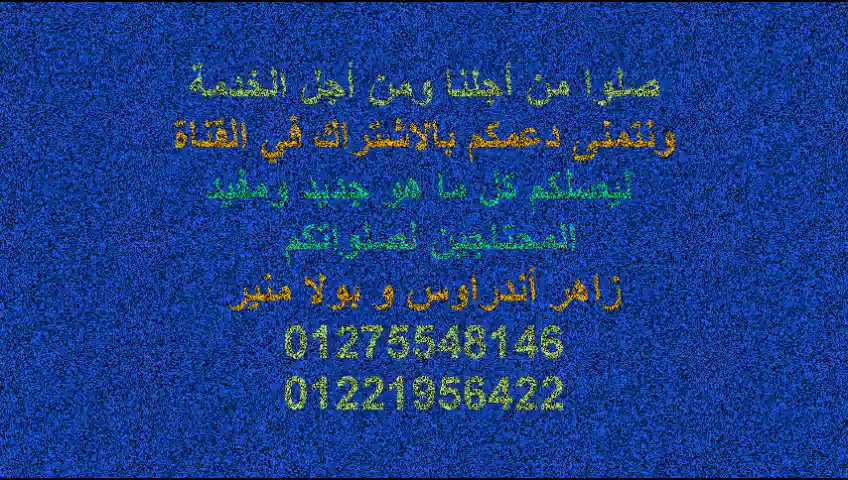 صلوا من أجلنا ومن أجل الخدمة
ونتمنى دعمكم بالاشتراك في القناة
ليصلكم كل ما هو جديد ومفيد
المحتاجين لصلواتكم
زاهر أندراوس و بولا منير
01275548146
01221956422